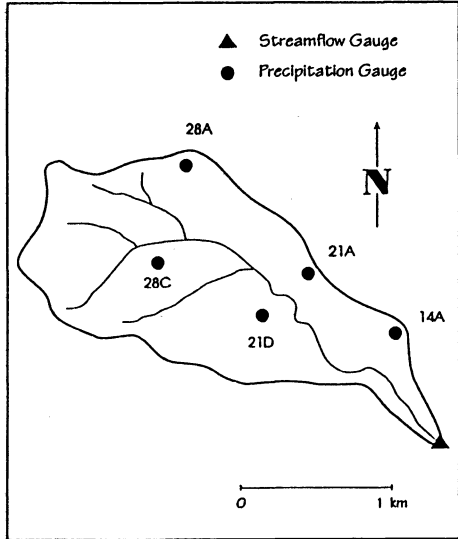 Streamflow Gauge
Precipitation Gauge
28A
N
21A
28C
14A
21D
0 1 km